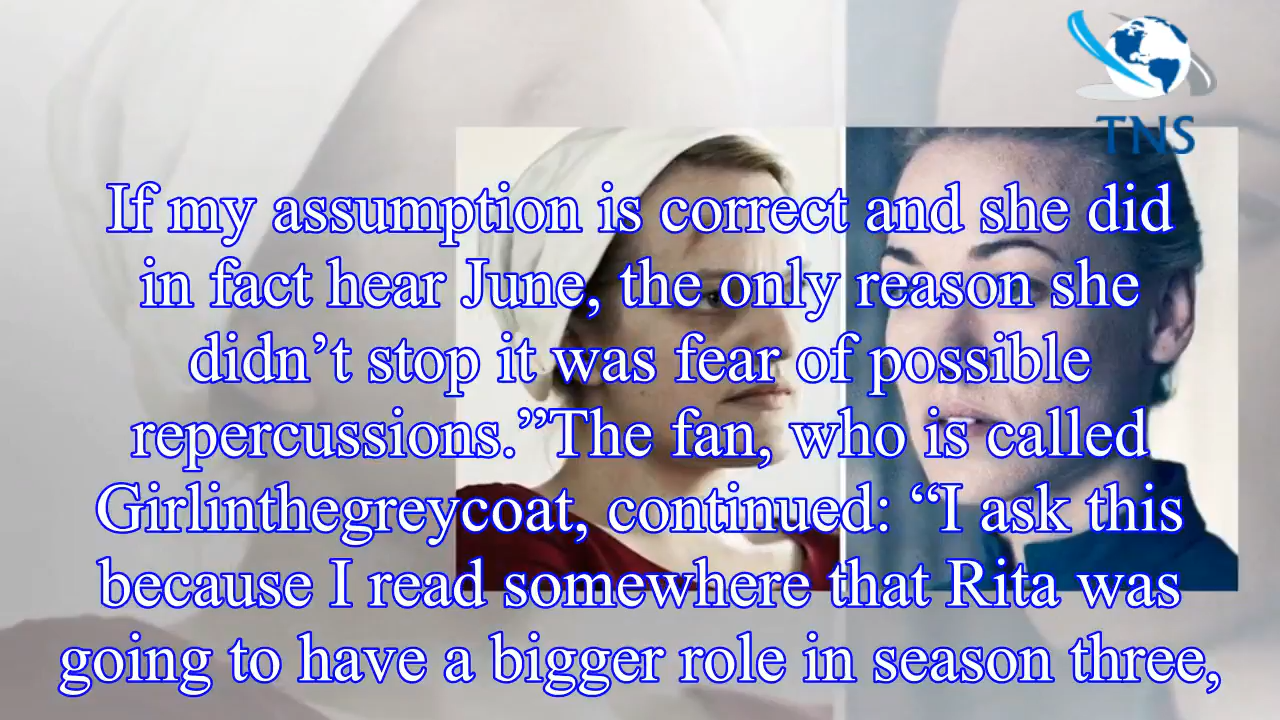 TNS
If my assumption is correct and she did
in fact hear June, the only reason she
didn’t stop it was fear of possible
repercussions.”The fan, who is called
Girlinthegreycoat, continued: “I ask this
because I read somewhere that Rita was
going to have a bigger role in season three,